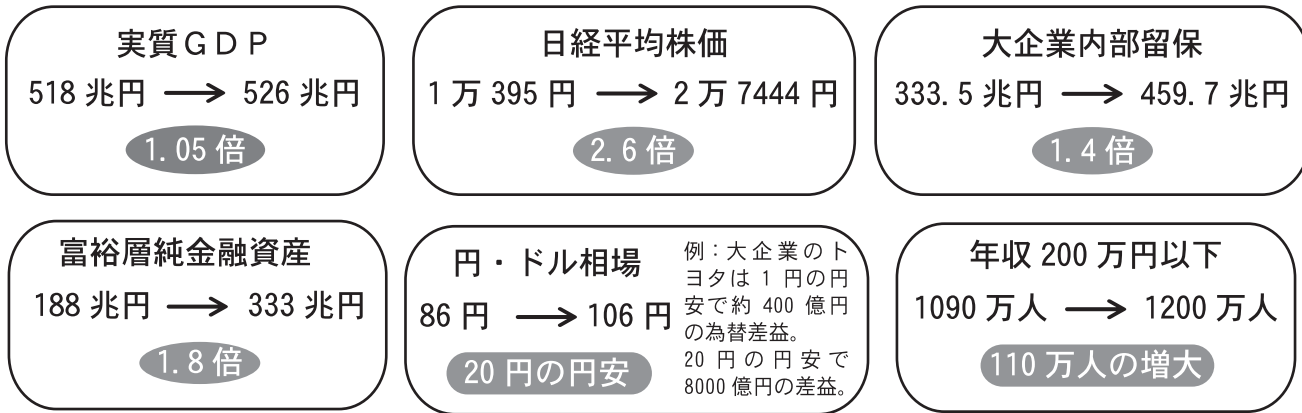 実質ＧＤＰ
518 兆円 → 526 兆円
1.05 倍
日経平均株価
1 万 395 円 → 2 万 7444 円
2.6 倍
大企業内部留保
333.5 兆円 → 459.7 兆円
1.4 倍
富裕層純金融資産
188 兆円 → 333 兆円
1.8 倍
円・ドル相場
86 円 → 106 円
20 円の円安
例：大企業のト
ヨタは 1 円の円
安で約 400 億円
の為替差益。
20 円の円安で
8000 億円の差益。
年収 200 万円以下
1090 万人 → 1200 万人
110 万人の増大